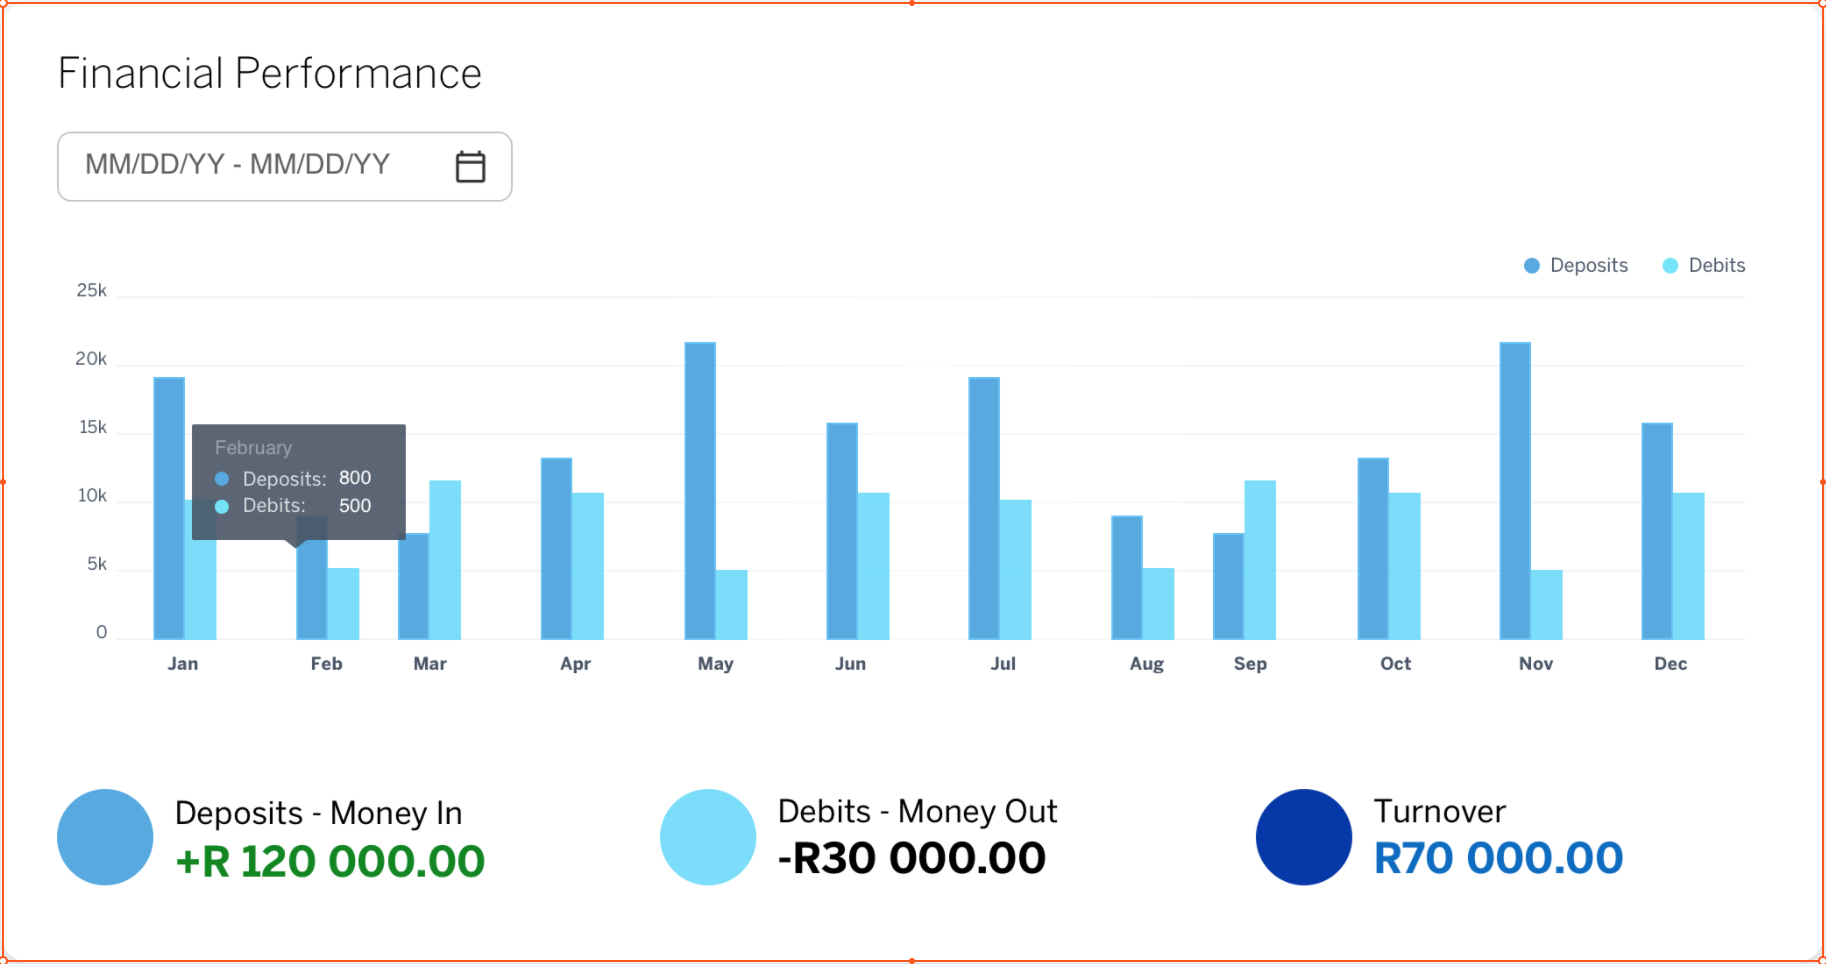 Financial Performance
MM/DD/YY - MM/DD/YY
Deposits Debits
25k
20k
15k
10k
5k
0
February
Deposits: 800
Debits: 500
Jan Feb Mar Apr May Jun Jul Aug Sep Oct Nov Dec
Deposits - Money In
+R 120 000.00
Debits - Money Out
-R30 000.00
Turnover
R70 000.00